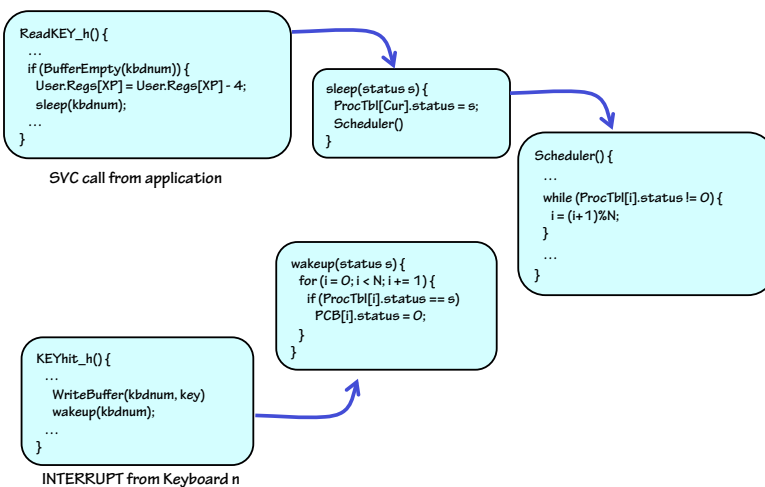 ReadKEY_h() {
...
if (BufferEmpty(kbdnum)) {
User.Regs[XP] = User.Regs[XP] - 4;
sleep(kbdnum);
...
}
SVC call from application
sleep(status s) {
ProcTbl[Cur].status = s;
Scheduler()
}
Scheduler() {
...
while (ProcTbl[i].status != 0) {
i = (i+1)%N;
}
...
}
wakeup(status s) {
for (i = 0; i < N; i += 1) {
if (ProcTbl[i].status == s)
PCB[i].status = 0;
}
}
KEYhit_h() {
...
WriteBuffer(kbdnum, key)
wakeup(kbdnum);
...
}
INTERRUPT from Keyboard n